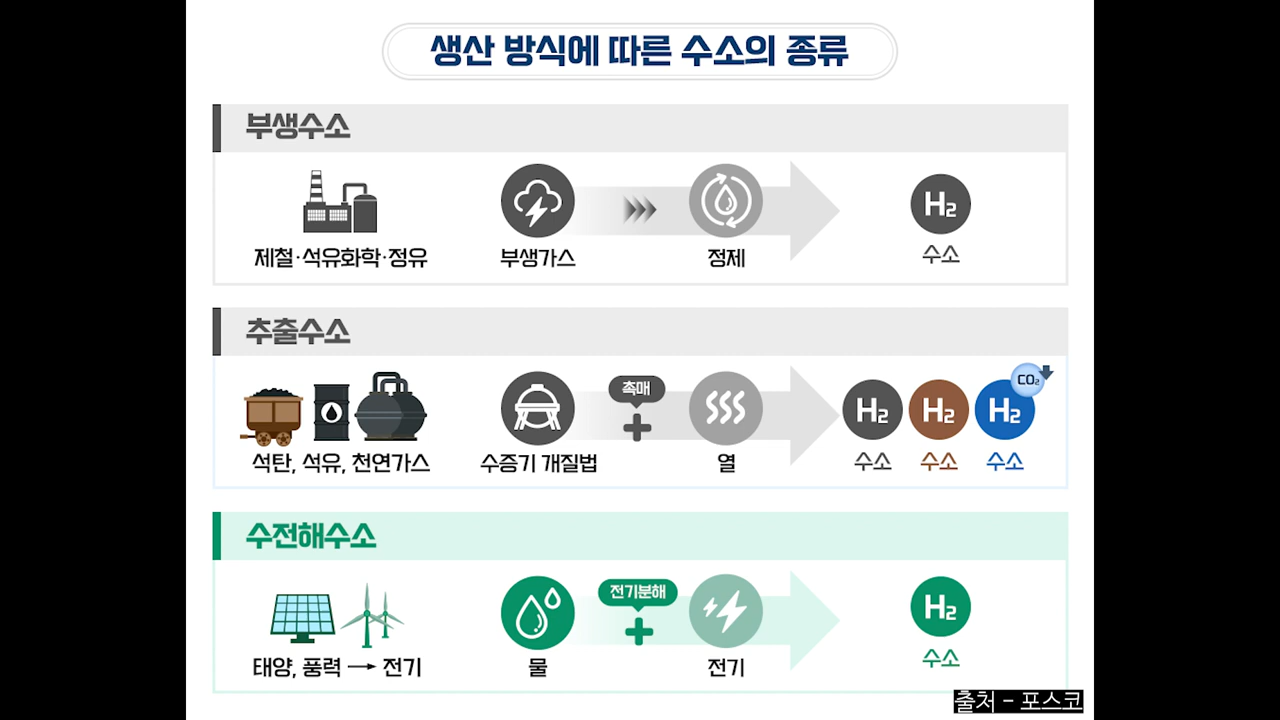 생산 방식에 따른 수소의 종류
부생수소
제철·석유화학·정유
부생가스
정제
H₂
수소
추출수소
석탄, 석유, 천연가스
수증기 개질법
촉매
열
H₂
수소
H₂
수소
CO₂
H₂
수소
수전해수소
태양, 풍력 → 전기
물
전기분해
전기
H₂
수소
출처 - 포스코